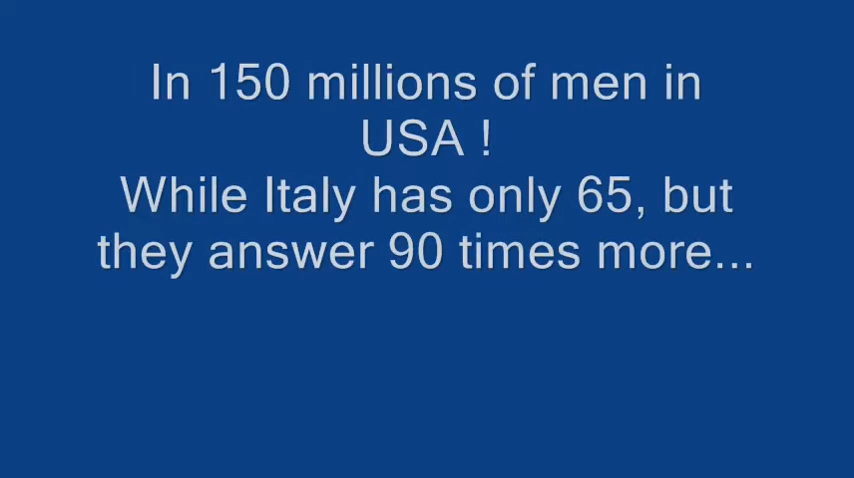 In 150 millions of men in
USA !
While Italy has only 65, but
they answer 90 times more...